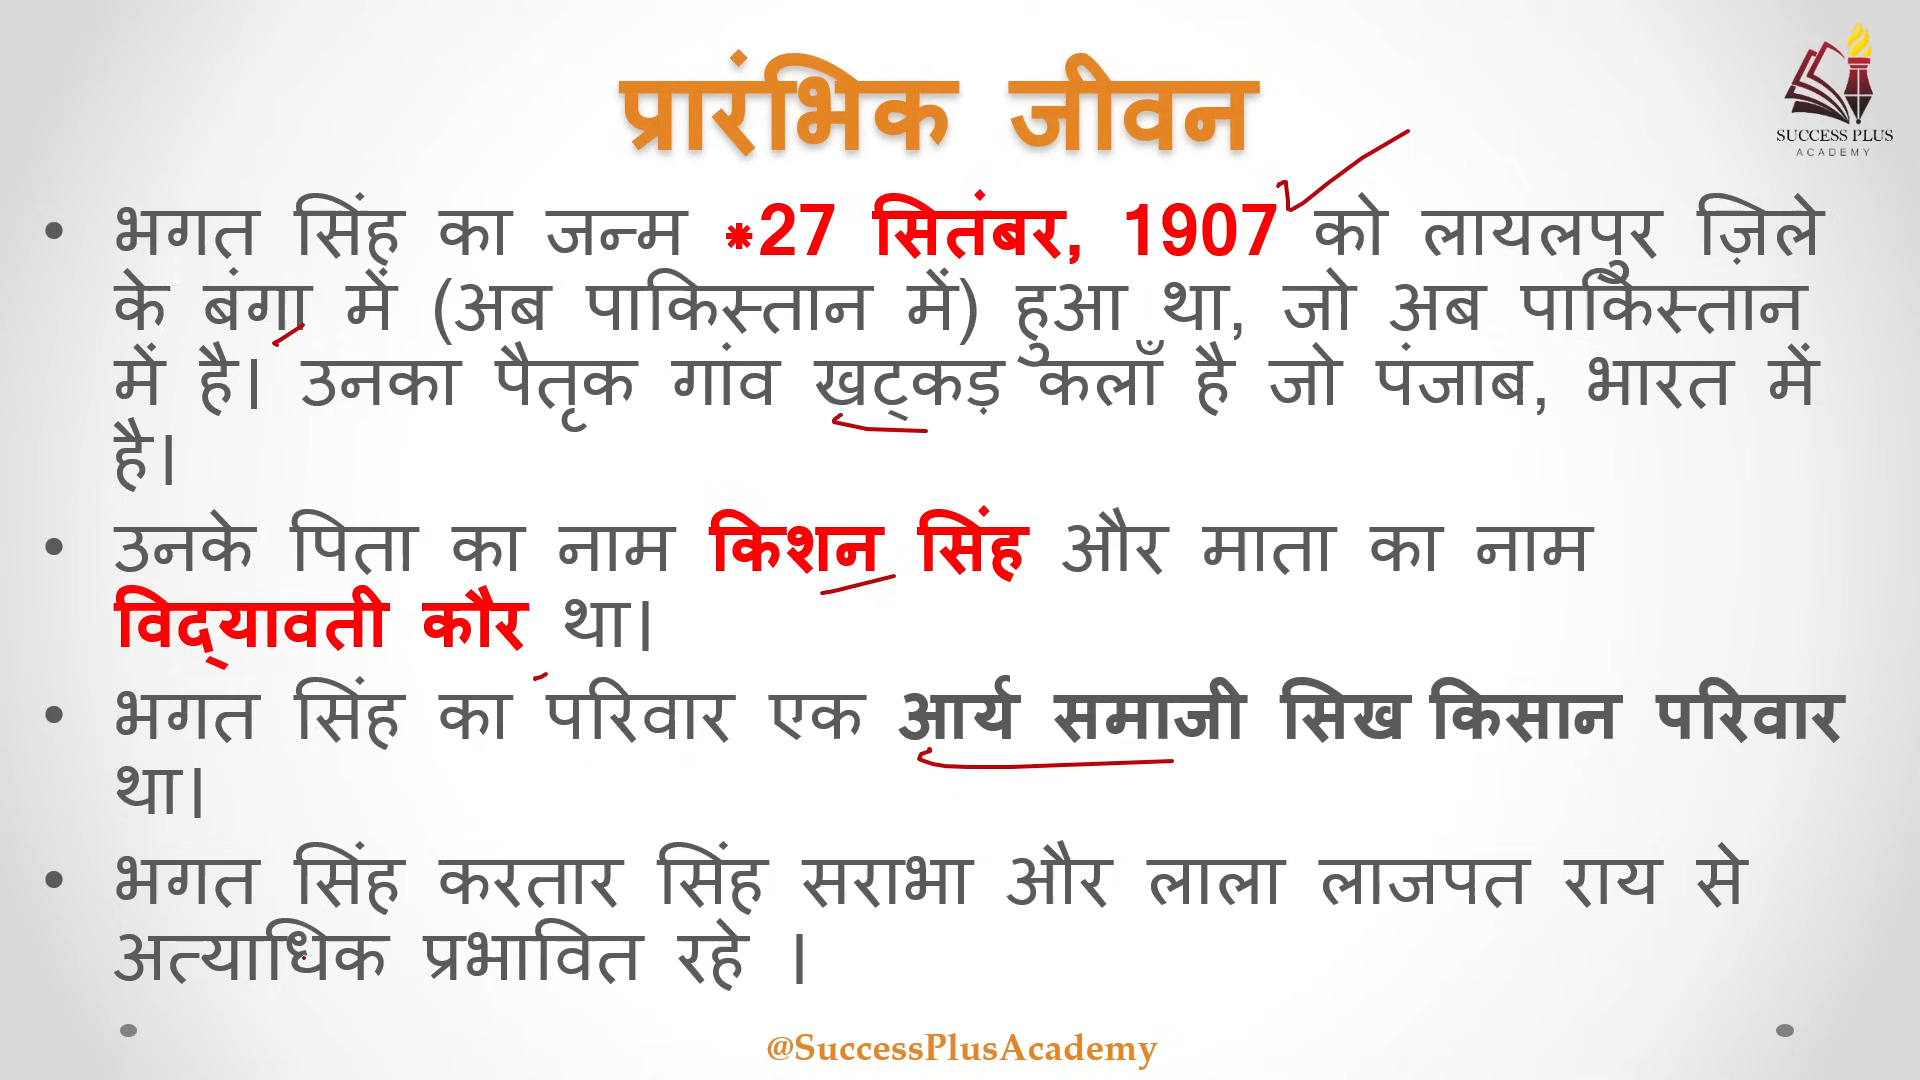 प्रारंभिक जीवन
SUCCESS PLUS
ACADEMY
• भगत सिंह का जन्म *27 सितंबर, 1907 को लायलपुर ज़िले
के बंगा में (अब पाकिस्तान में) हुआ था, जो अब पाकिस्तान
में है। उनका पैतृक गांव खट्कड़ कलाँ है जो पंजाब, भारत में
है।
• उनके पिता का नाम किशन सिंह और माता का नाम
विद्यावती कौर था।
• भगत सिंह का परिवार एक आर्य समाजी सिख किसान परिवार
था।
• भगत सिंह करतार सिंह सराभा और लाला लाजपत राय से
अत्याधिक प्रभावित रहे ।
@SuccessPlusAcademy